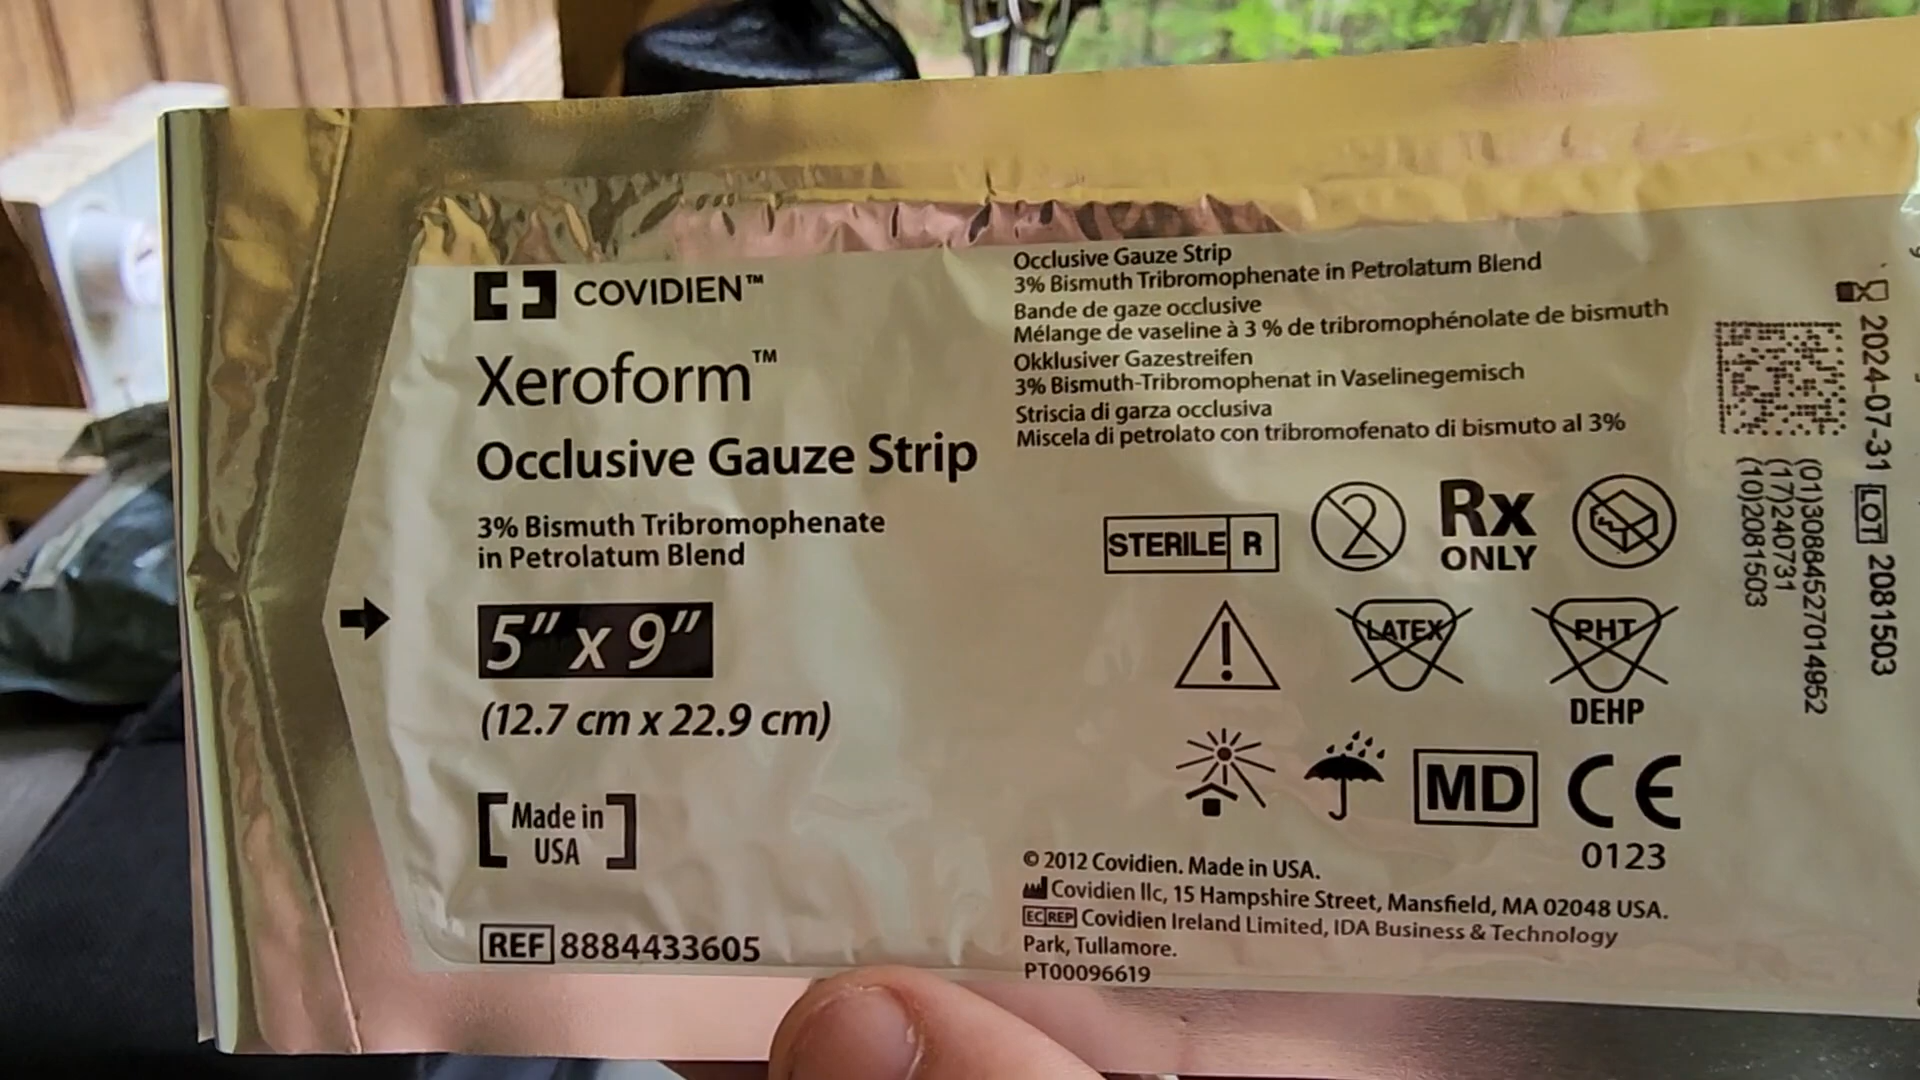 COVIDIEN™
Xeroform™
Occlusive Gauze Strip
3% Bismuth Tribromophenate
in Petrolatum Blend
5" x 9"
(12.7 cm x 22.9 cm)
Made in
USA
REF 8884433605
Occlusive Gauze Strip
3% Bismuth Tribromophenate in Petrolatum Blend
Bande de gaze occlusive
Mélange de vaseline à 3 % de tribromophénolate de bismuth
Okklusiver Gazestreifen
3% Bismuth-Tribromophenat in Vaselinegemisch
Striscia di garza occlusiva
Miscela di petrolato con tribromofenato di bismuto al 3%
STERILE R
2
Rx
ONLY
LATEX
PHT
DEHP
MD
CE
0123
© 2012 Covidien. Made in USA.
Covidien llc, 15 Hampshire Street, Mansfield, MA 02048 USA.
EC REP Covidien Ireland Limited, IDA Business & Technology
Park, Tullamore.
PT00096619
2024-07-31 LOT 2081503
(01)30884527014952
(17)240731
(10)2081503